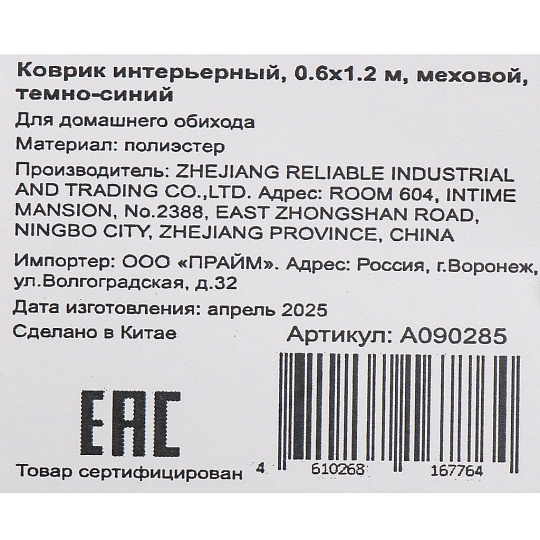 Коврик интерьерный, 0.6х1.2 м, меховой,
темно-синий
Для домашнего обихода
Материал: полиэстер
Производитель: ZHEJIANG RELIABLE INDUSTRIAL
AND TRADING CO.,LTD. Адрес: ROOM 604, INTIME
MANSION, No.2388, EAST ZHONGSHAN ROAD,
NINGBO CITY, ZHEJIANG PROVINCE, CHINA
Импортер: ООО «ПРАЙМ». Адрес: Россия, г.Воронеж,
ул.Волгоградская, д.32
Дата изготовления: апрель 2025
Сделано в Китае
Артикул: А090285
EAC
Товар сертифицирован
4 610268 167764